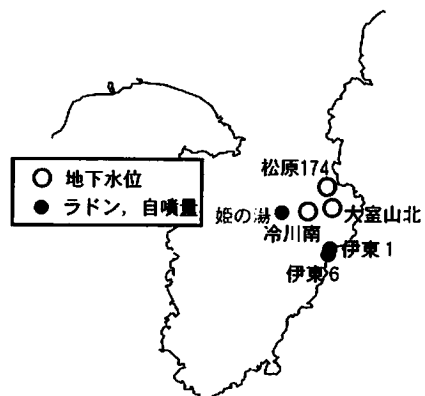 松原174
地下水位
ラドン，自噴量
姫の湯
大室山北
冷川南
伊東1
伊東6